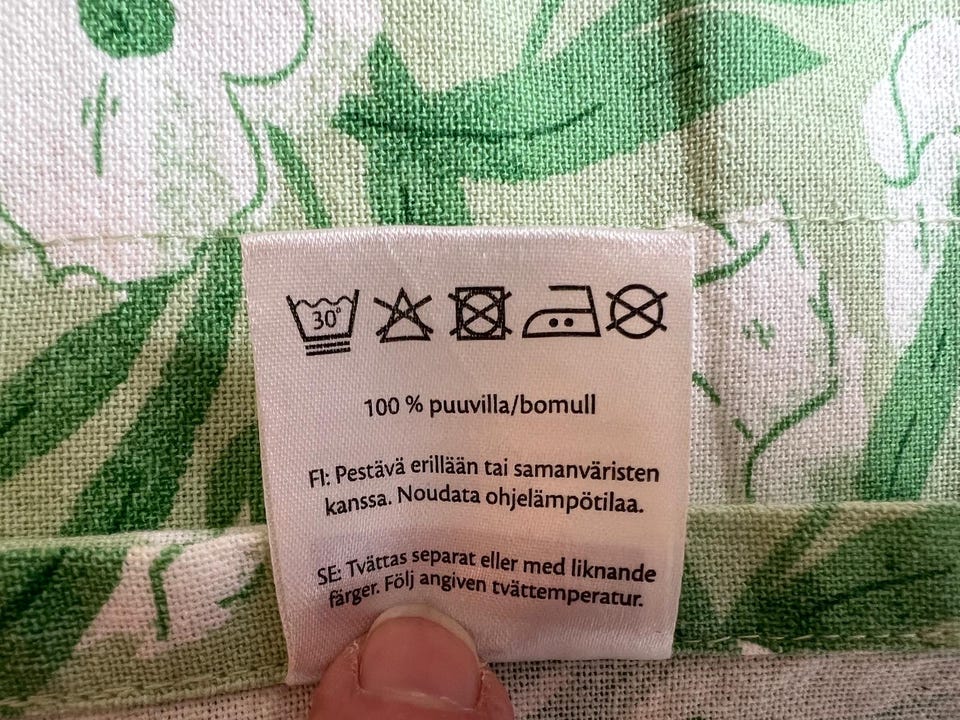 30°
100 % puuvilla/bomull
FI: Pestävä erillään tai samanväristen
kanssa. Noudata ohjelämpötilaa.
SE: Tvättas separat eller med liknande
färger. Följ angiven tvättemperatur.